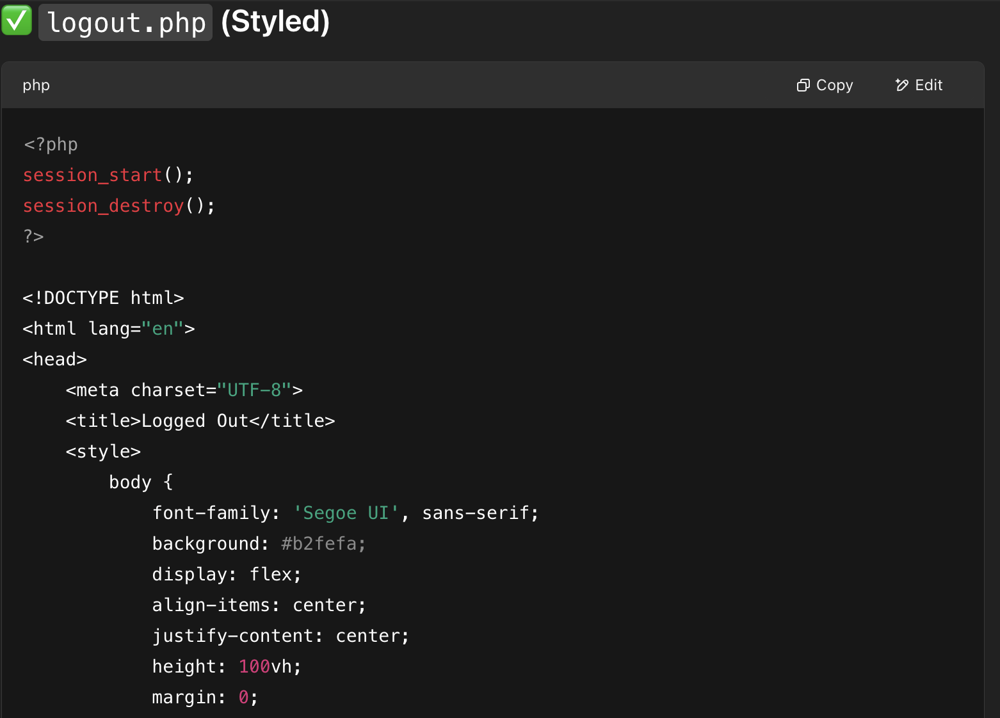 ✅ logout.php (Styled)
php
Copy
Edit
<?php
session_start();
session_destroy();
?>
<!DOCTYPE html>
<html lang="en">
<head>
    <meta charset="UTF-8">
    <title>Logged Out</title>
    <style>
        body {
            font-family: 'Segoe UI', sans-serif;
            background: #b2fefa;
            display: flex;
            align-items: center;
            justify-content: center;
            height: 100vh;
            margin: 0;